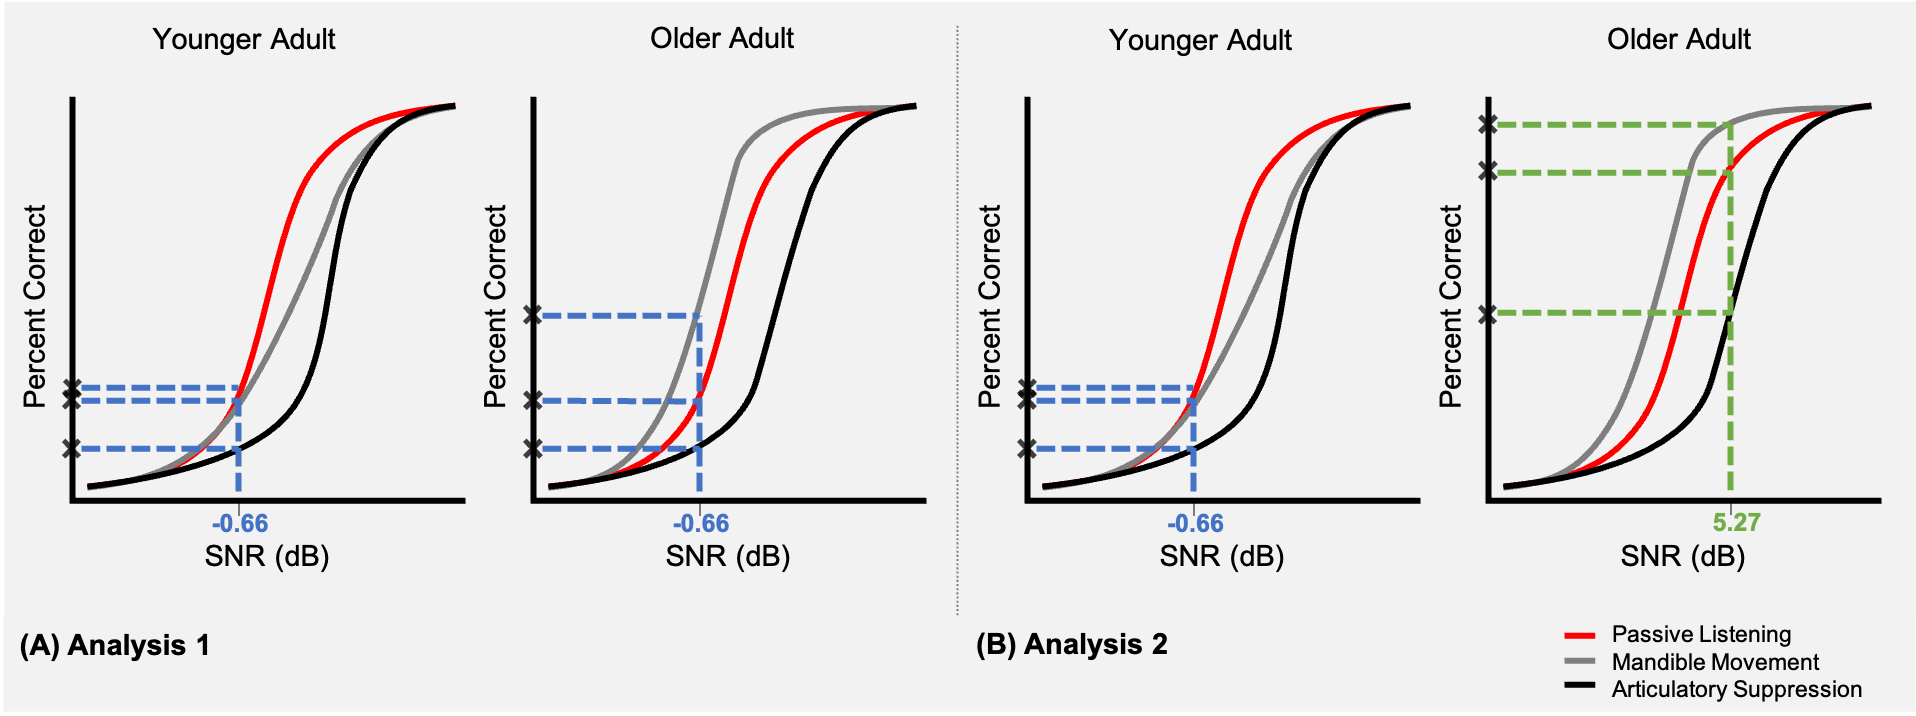 Younger Adult
Older Adult
Younger Adult
Older Adult
Percent Correct
Percent Correct
Percent Correct
Percent Correct
-0.66
-0.66
-0.66
5.27
SNR (dB)
SNR (dB)
SNR (dB)
SNR (dB)
(A) Analysis 1
(B) Analysis 2
Passive Listening
Mandible Movement
Articulatory Suppression